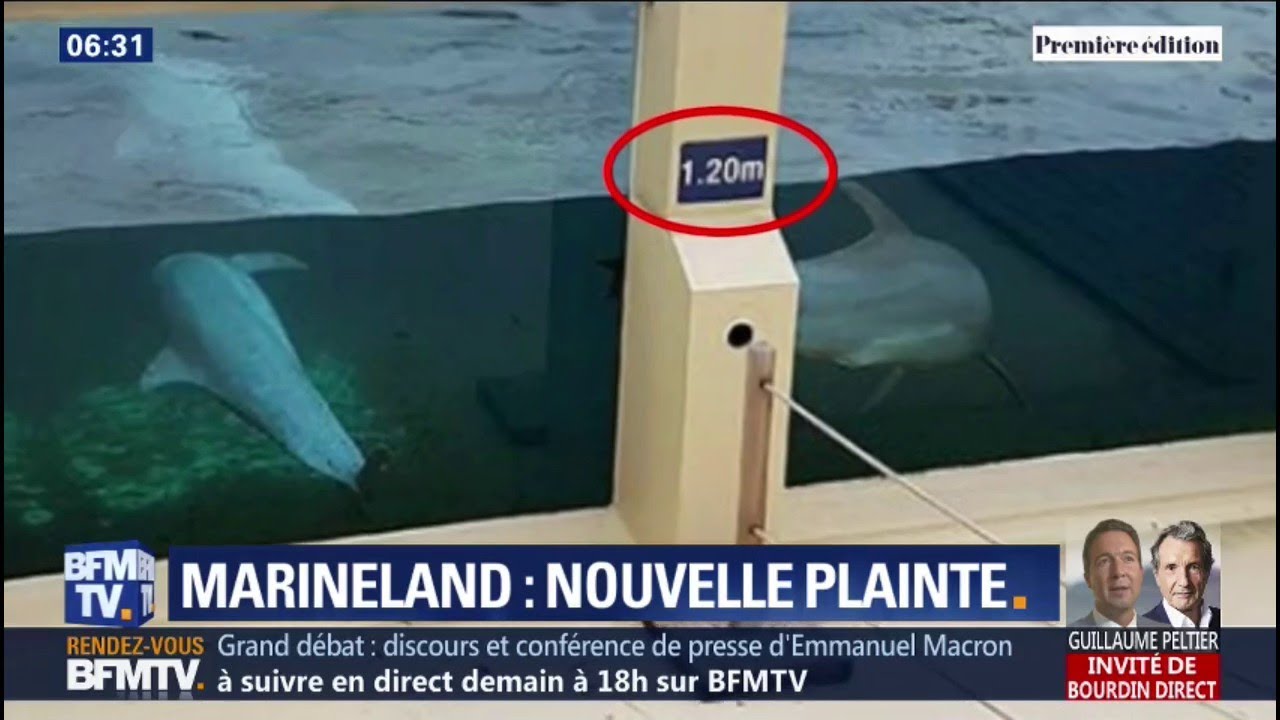 06:31
Première édition
1.20m
BFM
TV.
MARINELAND : NOUVELLE PLAINTE.
RENDEZ-VOUS
BFMTV.
Grand débat : discours et conférence de presse d'Emmanuel Macron
à suivre en direct demain à 18h sur BFMTV
GUILLAUME PELTIER
INVITÉ DE
BOURDIN DIRECT